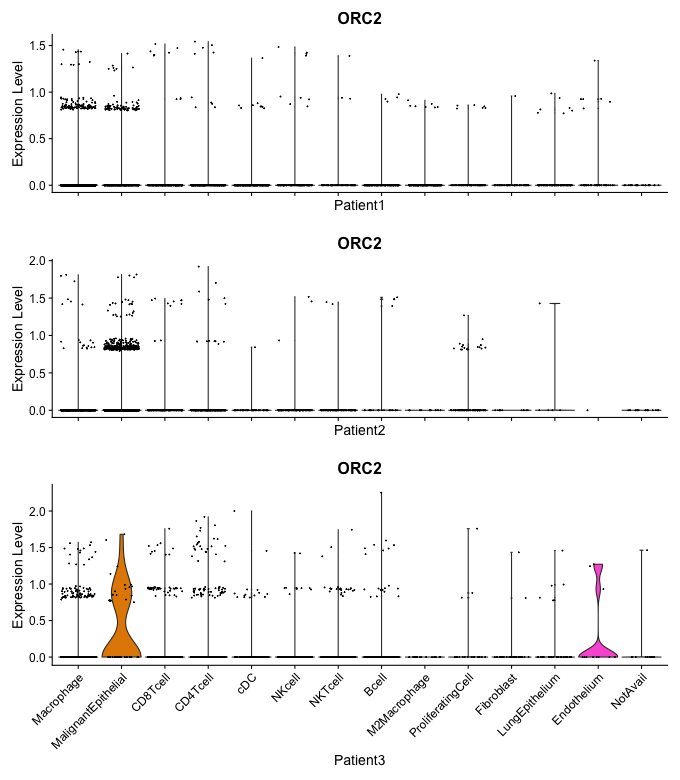 ORC2
Expression Level
1.5
1.0
0.5
0.0
Patient1
ORC2
Expression Level
2.0
1.5
1.0
0.5
0.0
Patient2
ORC2
Expression Level
2.0
1.5
1.0
0.5
0.0
Macrophage
MalignantEpithelial
CD8Tcell
CD4Tcell
cDC
NKcell
NKTcell
Bcell
M2Macrophage
ProliferatingCell
Fibroblast
LungEpithelium
Endothelium
NotAvail
Patient3